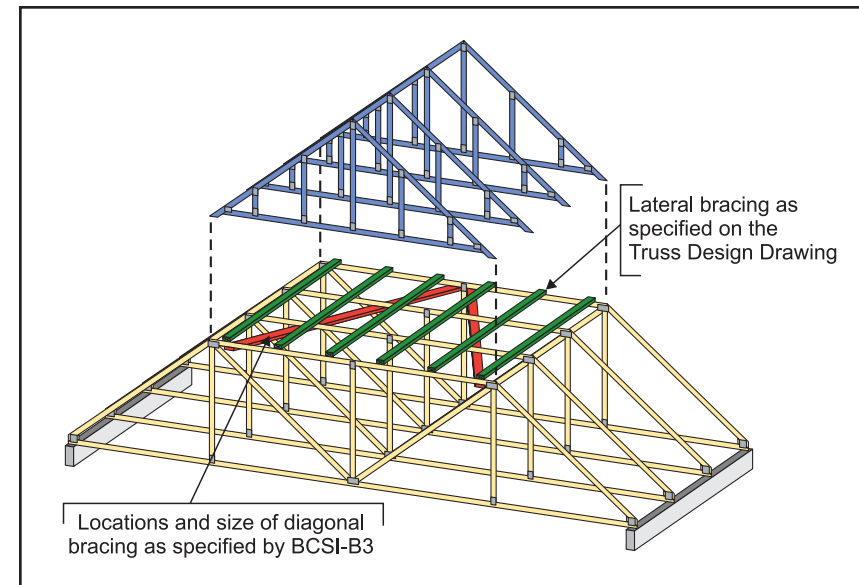 Lateral bracing as
specified on the
Truss Design Drawing
Locations and size of diagonal
bracing as specified by BCSI-B3